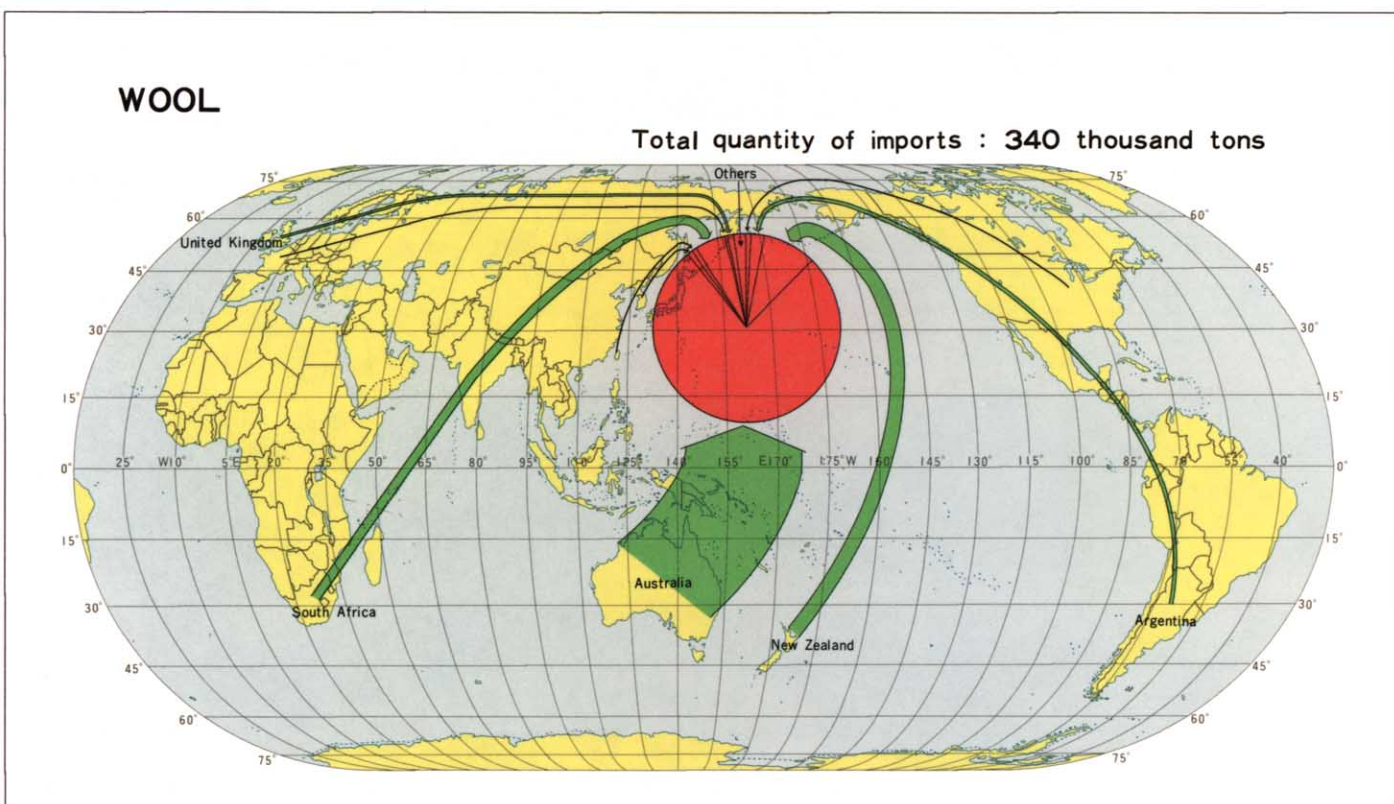 WOOL
Total quantity of imports : 340 thousand tons
Others
75° 75°
60° 60°
United Kingdom
45° 45°
30° 30°
15° 15°
25° W10° 5° 20° 50° 65° 80° 95° 110° 125° 140° 155° E170° 175°W 160° 145° 130° 115° 100° 85° 70° 55° 40°
0° 0°
15° 15°
Australia
30° 30°
South Africa
Argentina
New Zealand
45° 45°
60° 60°
75° 75°